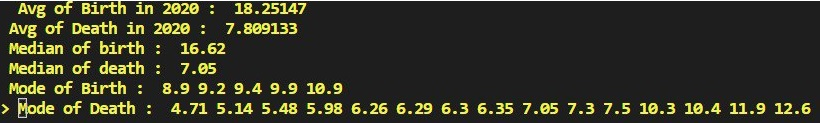 Avg of Birth in 2020 :  18.25147
Avg of Death in 2020 :  7.809133
Median of birth :  16.62
Median of death :  7.05
Mode of Birth :  8.9 9.2 9.4 9.9 10.9
> Mode of Death :  4.71 5.14 5.48 5.98 6.26 6.29 6.3 6.35 7.05 7.3 7.5 10.3 10.4 11.9 12.6